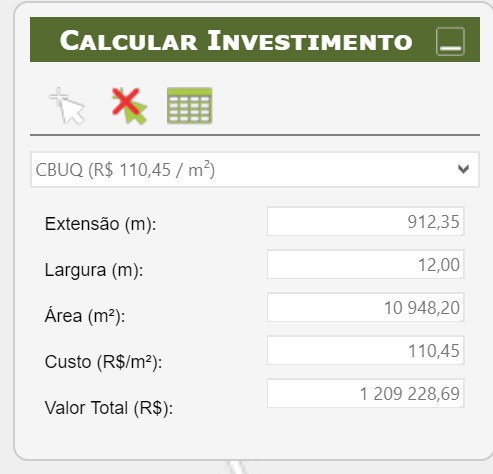 Calcular Investimento
CBUQ (R$ 110,45 / m²)
Extensão (m): 912,35
Largura (m): 12,00
Área (m²): 10 948,20
Custo (R$/m²): 110,45
Valor Total (R$): 1 209 228,69